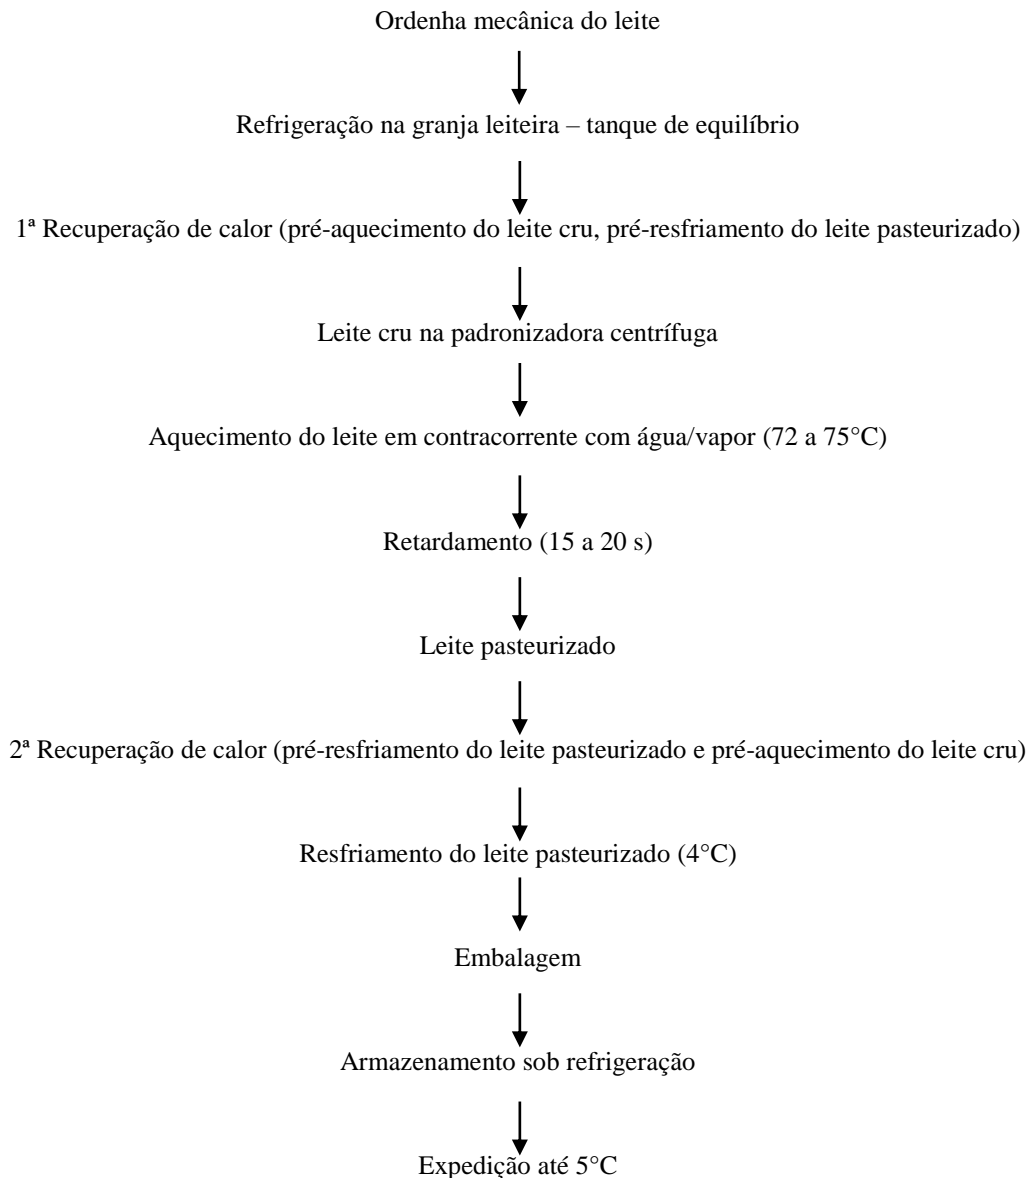 Ordenha mecânica do leite
Refrigeração na granja leiteira – tanque de equilíbrio
1ª Recuperação de calor (pré-aquecimento do leite cru, pré-resfriamento do leite pasteurizado)
Leite cru na padronizadora centrífuga
Aquecimento do leite em contracorrente com água/vapor (72 a 75°C)
Retardamento (15 a 20 s)
Leite pasteurizado
2ª Recuperação de calor (pré-resfriamento do leite pasteurizado e pré-aquecimento do leite cru)
Resfriamento do leite pasteurizado (4°C)
Embalagem
Armazenamento sob refrigeração
Expedição até 5°C